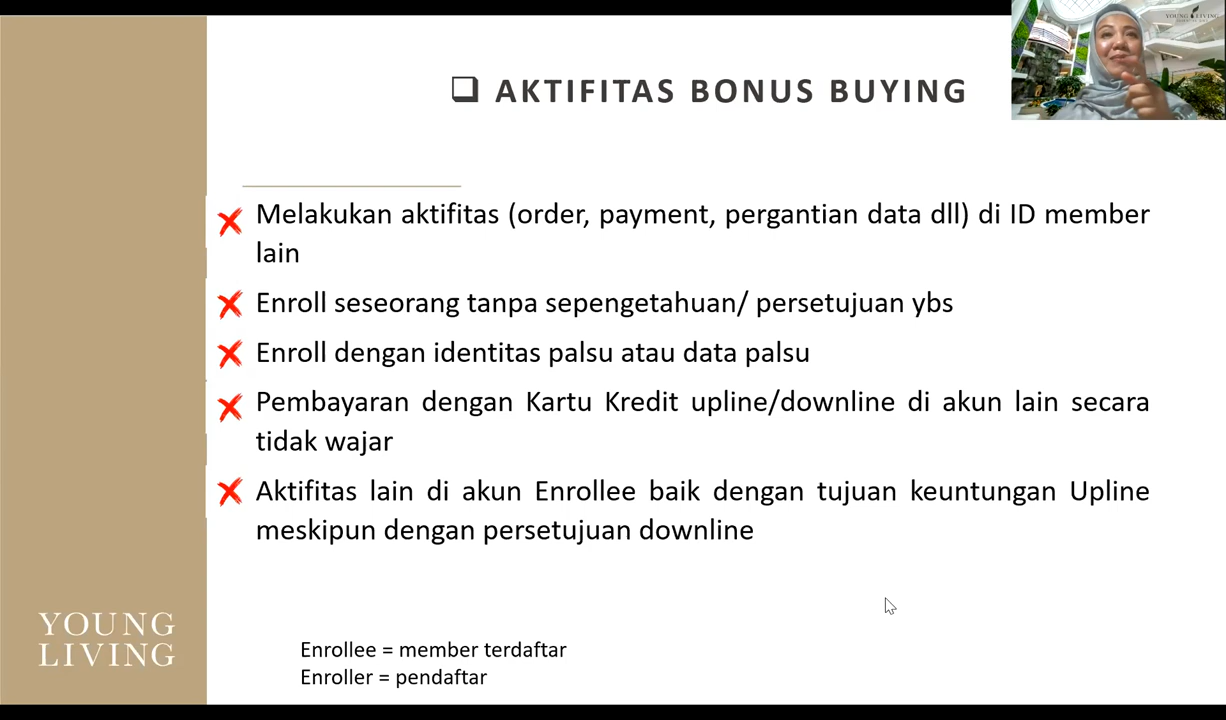 AKTIFITAS BONUS BUYING
YOUNG LIVING
Melakukan aktifitas (order, payment, pergantian data dll) di ID member
lain
Enroll seseorang tanpa sepengetahuan/ persetujuan ybs
Enroll dengan identitas palsu atau data palsu
Pembayaran dengan Kartu Kredit upline/downline di akun lain secara
tidak wajar
Aktifitas lain di akun Enrollee baik dengan tujuan keuntungan Upline
meskipun dengan persetujuan downline
YOUNG
LIVING
Enrollee = member terdaftar
Enroller = pendaftar